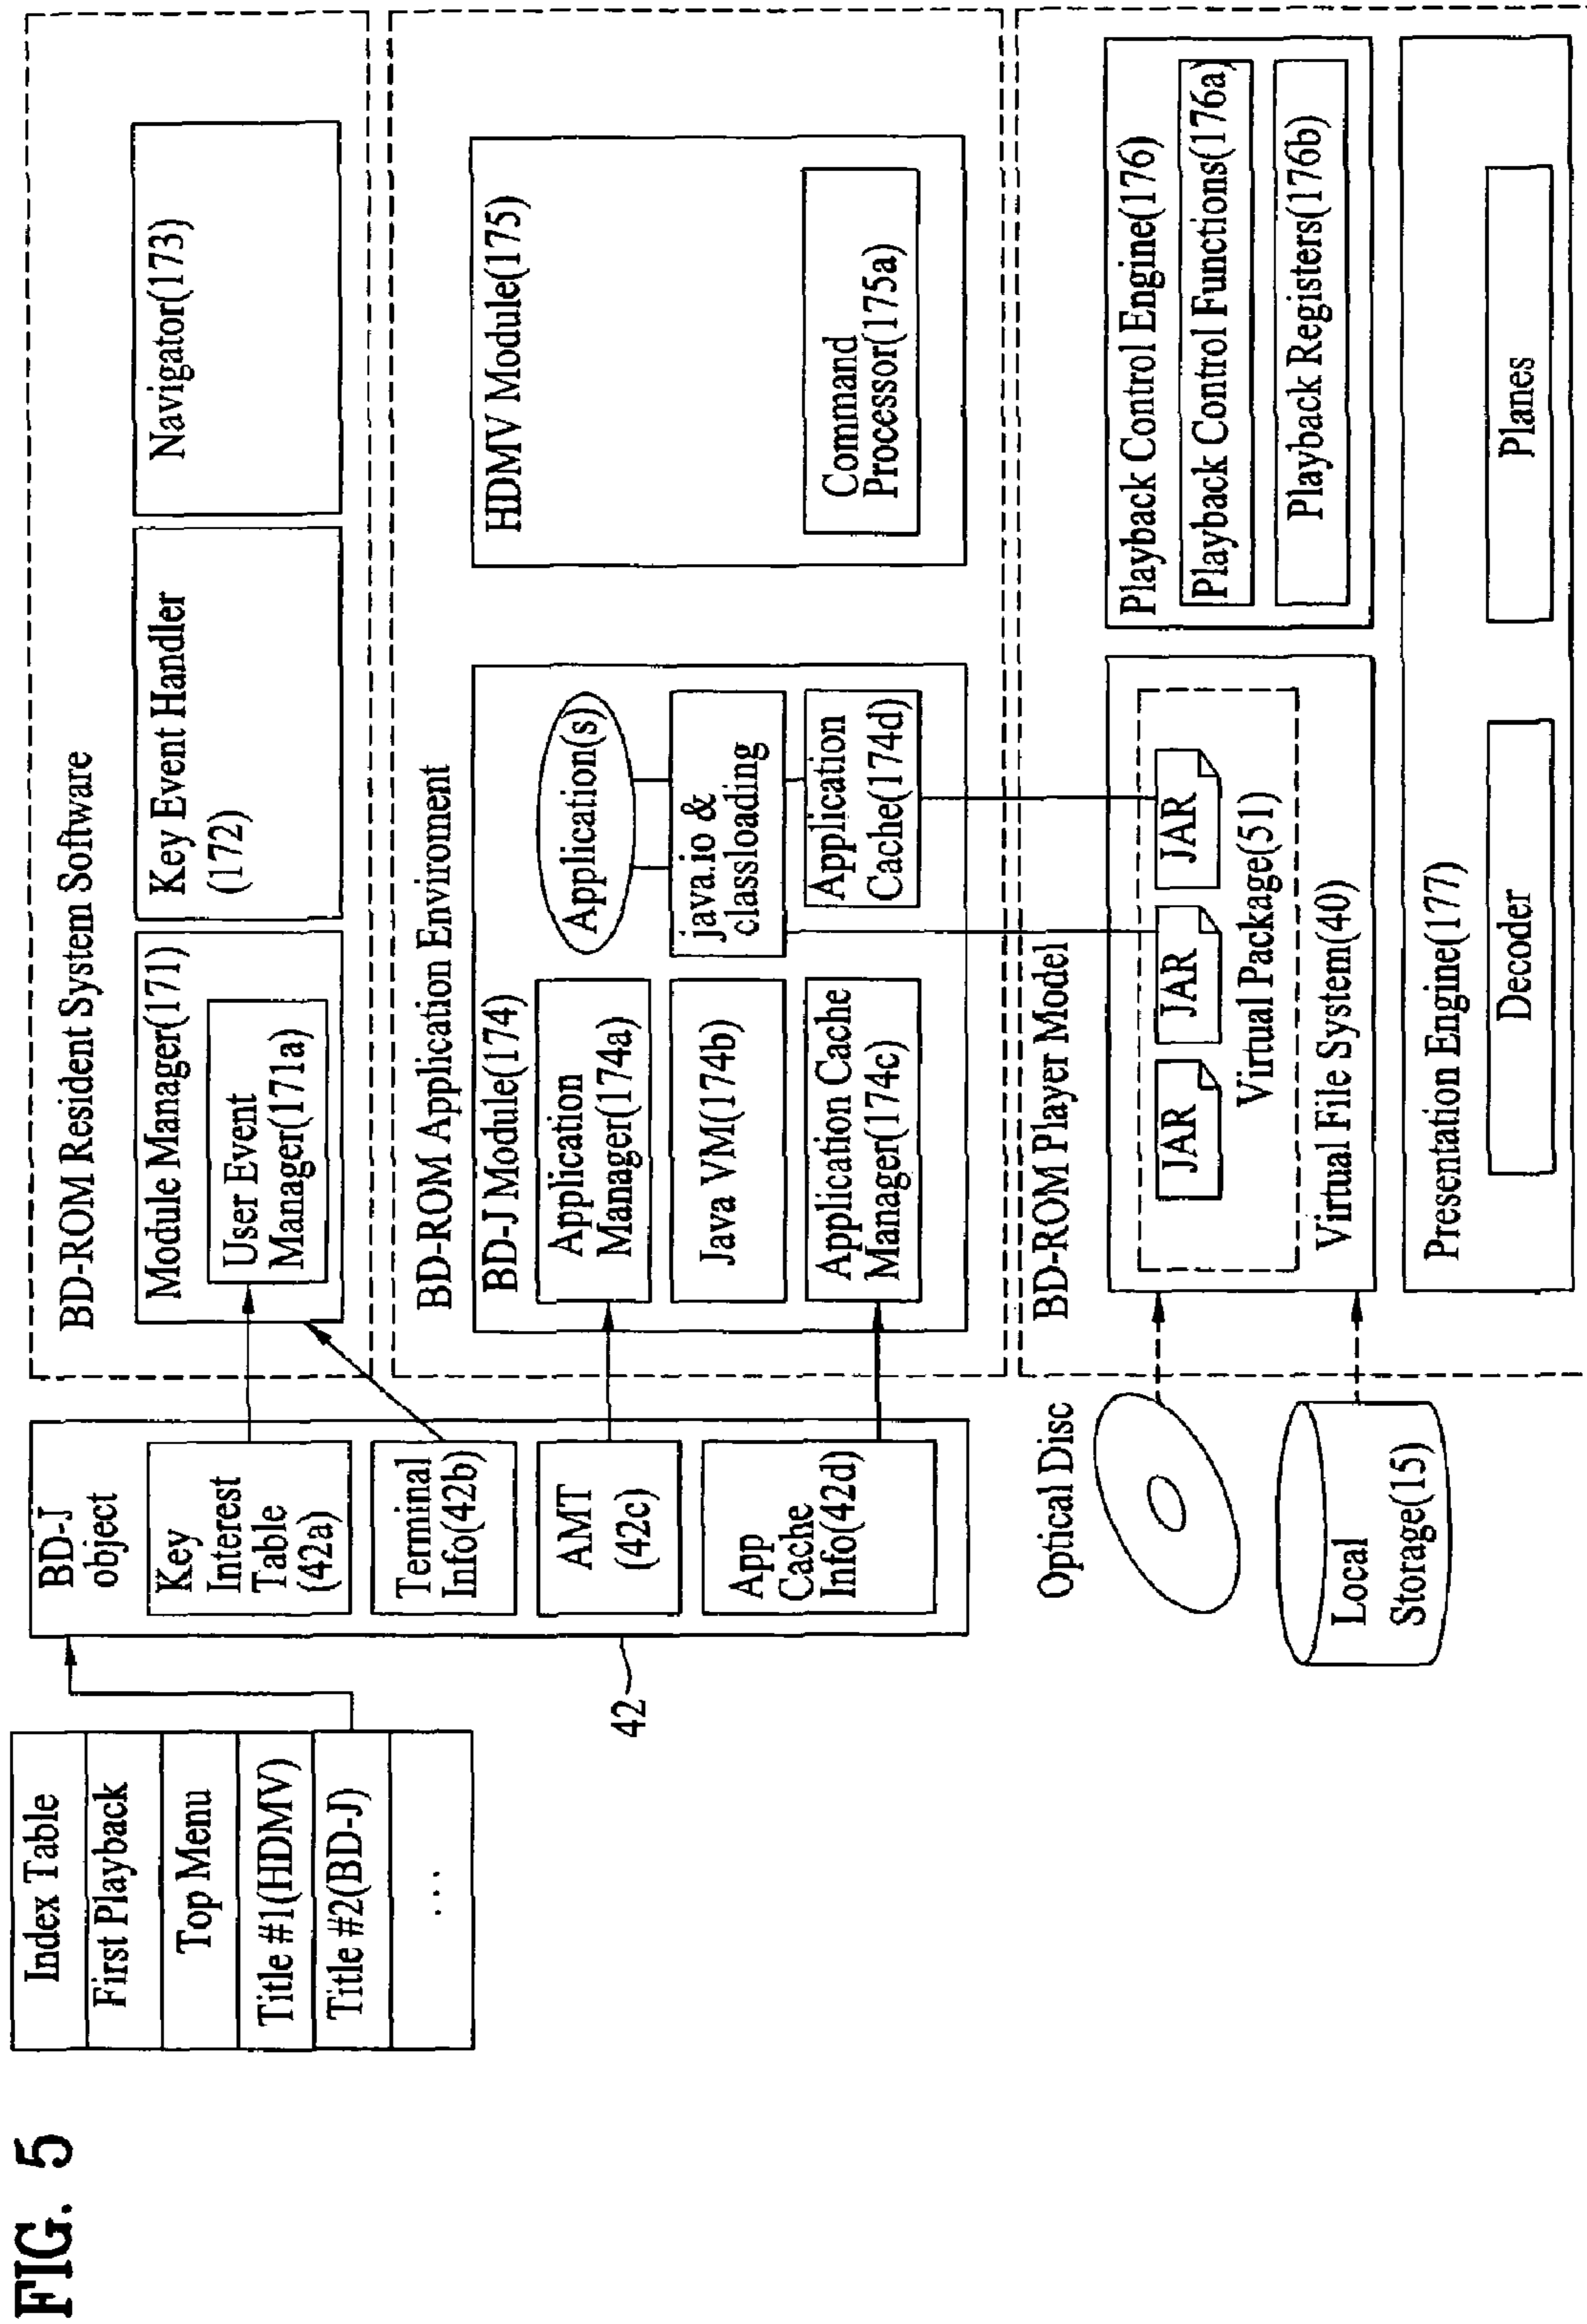 FIG. 5
Index Table
First Playback
Top Menu
Title #1(HDMV)
Title #2(BD-J)
...
BD-J
object
Key
Interest
Table
(42a)
Terminal
Info(42b)
AMT
(42c)
App
Cache
Info(42d)
42
BD-ROM Resident System Software
Module Manager(171)
User Event
Manager(171a)
Key Event Handler
(172)
Navigator(173)
BD-ROM Application Enviroment
BD-J Module(174)
Application
Manager(174a)
Java VM(174b)
Application Cache
Manager(174c)
Application(s)
java.io &
classloading
Application
Cache(174d)
HDMV Module(175)
Command
Processor(175a)
Optical Disc
Local
Storage(15)
BD-ROM Player Model
JAR
JAR
JAR
Virtual Package(51)
Virtual File System(40)
Playback Control Engine(176)
Playback Control Functions(176a)
Playback Registers(176b)
Presentation Engine(177)
Decoder
Planes